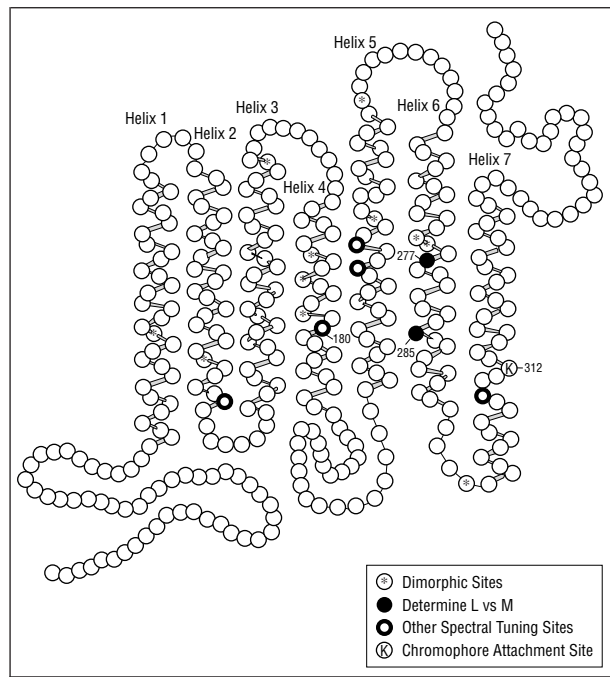 Helix 5
Helix 3
Helix 6
Helix 1
Helix 2
Helix 7
Helix 4
277
180
285
K
312
* Dimorphic Sites
Determine L vs M
Other Spectral Tuning Sites
K Chromophore Attachment Site